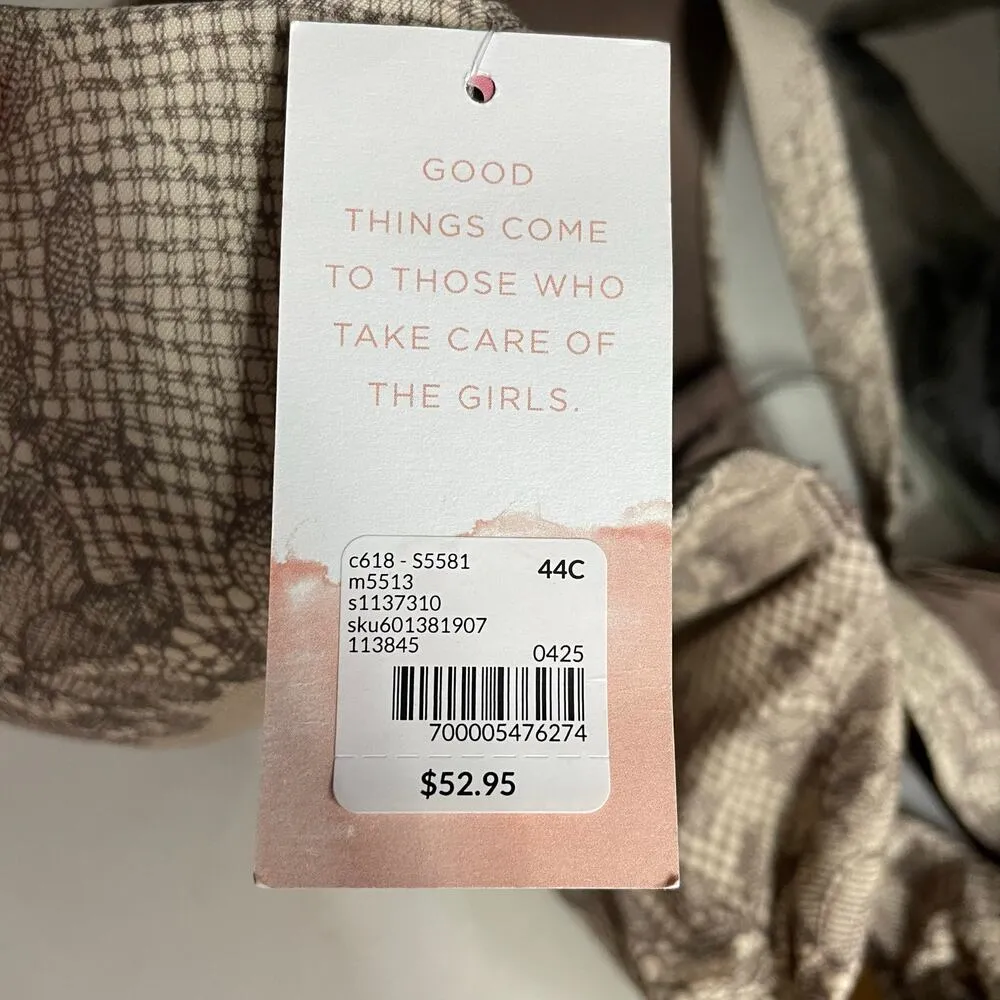 GOOD
THINGS COME
TO THOSE WHO
TAKE CARE OF
THE GIRLS.
c618 - S5581
44C
m5513
s1137310
sku601381907
113845
0425
700005476274
$52.95